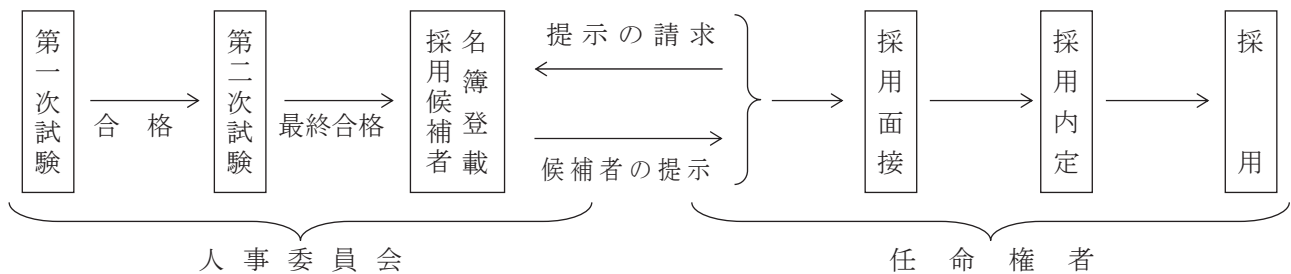 第一次試験
合格
第二次試験
最終合格
採用候補者
名簿登載
提示の請求
候補者の提示
採用面接
採用内定
採用
人事委員会
任命権者